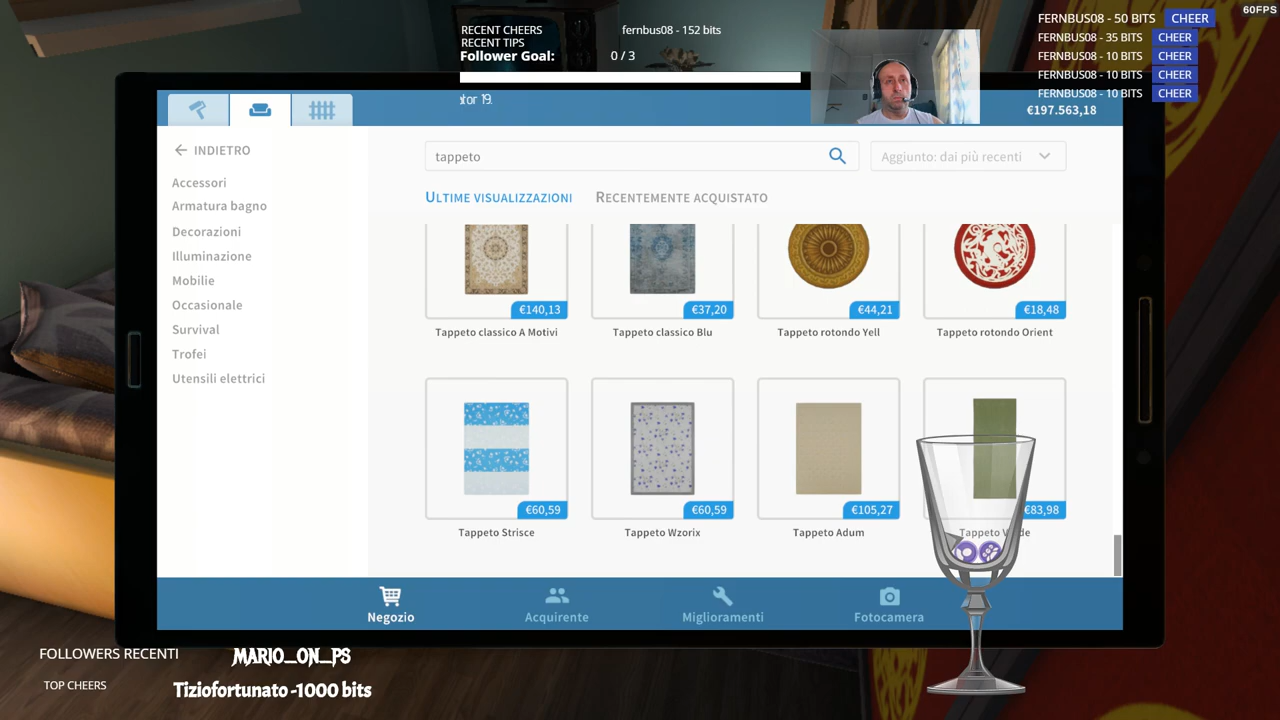 60FPS
RECENT CHEERS fernbus08 - 152 bits
RECENT TIPS
Follower Goal: 0 / 3
FERNBUS08 - 50 BITS CHEER
FERNBUS08 - 35 BITS CHEER
FERNBUS08 - 10 BITS CHEER
FERNBUS08 - 10 BITS CHEER
FERNBUS08 - 10 BITS CHEER
19.
€197.563,18
INDIETRO
Accessori
Armatura bagno
Decorazioni
Illuminazione
Mobilie
Occasionale
Survival
Trofei
Utensili elettrici
tappeto
Aggiunto: dai più recenti
ULTIME VISUALIZZAZIONI RECENTEMENTE ACQUISTATO
€140,13 €37,20 €44,21 €18,48
Tappeto classico A Motivi Tappeto classico Blu Tappeto rotondo Yell Tappeto rotondo Orient
€60,59 €60,59 €105,27 €83,98
Tappeto Strisce Tappeto Wzorix Tappeto Adum Tappeto Verde
Negozio Acquirente Miglioramenti Fotocamera
FOLLOWERS RECENTI MARIO_ON_PS
TOP CHEERS Tiziofortunato -1000 bits